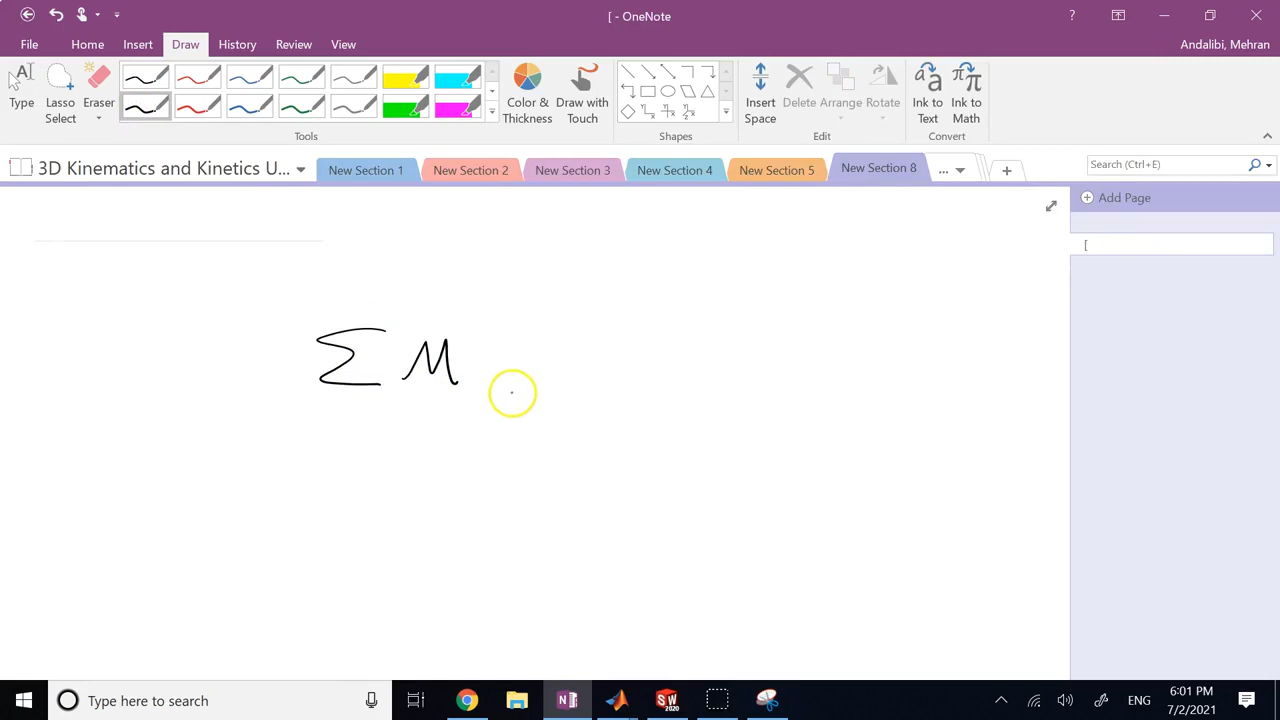 [ - OneNote
?
File Home Insert Draw History Review View
Andalibi, Mehran
Type
Lasso Select
Eraser
Color & Thickness
Draw with Touch
Insert Space
Delete
Arrange
Rotate
Ink to Text
Ink to Math
Tools Shapes Edit Convert
3D Kinematics and Kinetics U... New Section 1 New Section 2 New Section 3 New Section 4 New Section 5 New Section 8 ...
Search (Ctrl+E)
Add Page
[
Σ M
Type here to search
ENG
6:01 PM
7/2/2021